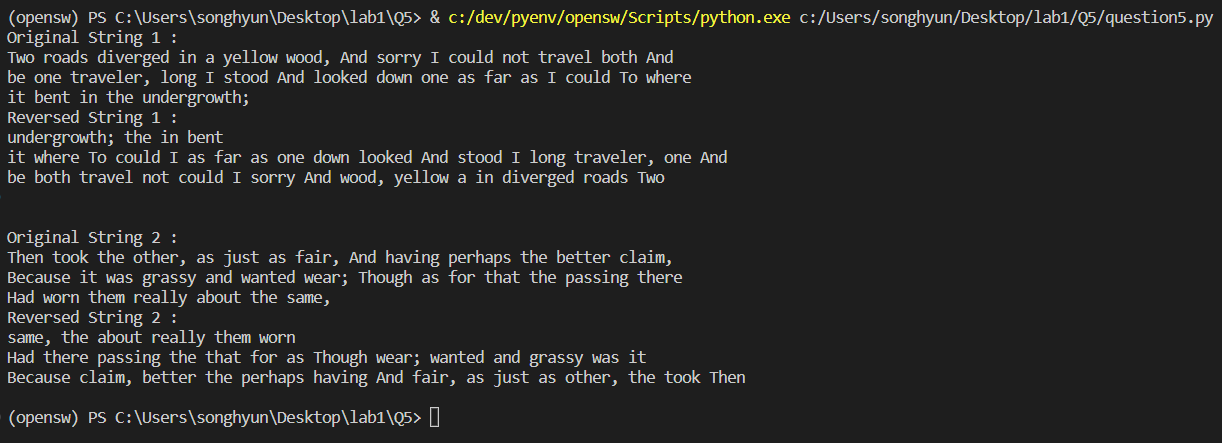 (opensw) PS C:\Users\songhyun\Desktop\lab1\Q5> & c:/dev/pyenv/opensw/Scripts/python.exe c:/Users/songhyun/Desktop/lab1/Q5/question5.py
Original String 1 :
Two roads diverged in a yellow wood, And sorry I could not travel both And
be one traveler, long I stood And looked down one as far as I could To where
it bent in the undergrowth;
Reversed String 1 :
undergrowth; the in bent
it where To could I as far as one down looked And stood I long traveler, one And
be both travel not could I sorry And wood, yellow a in diverged roads Two
Original String 2 :
Then took the other, as just as fair, And having perhaps the better claim,
Because it was grassy and wanted wear; Though as for that the passing there
Had worn them really about the same,
Reversed String 2 :
same, the about really them worn
Had there passing the that for as Though wear; wanted and grassy was it
Because claim, better the perhaps having And fair, as just as other, the took Then
(opensw) PS C:\Users\songhyun\Desktop\lab1\Q5>